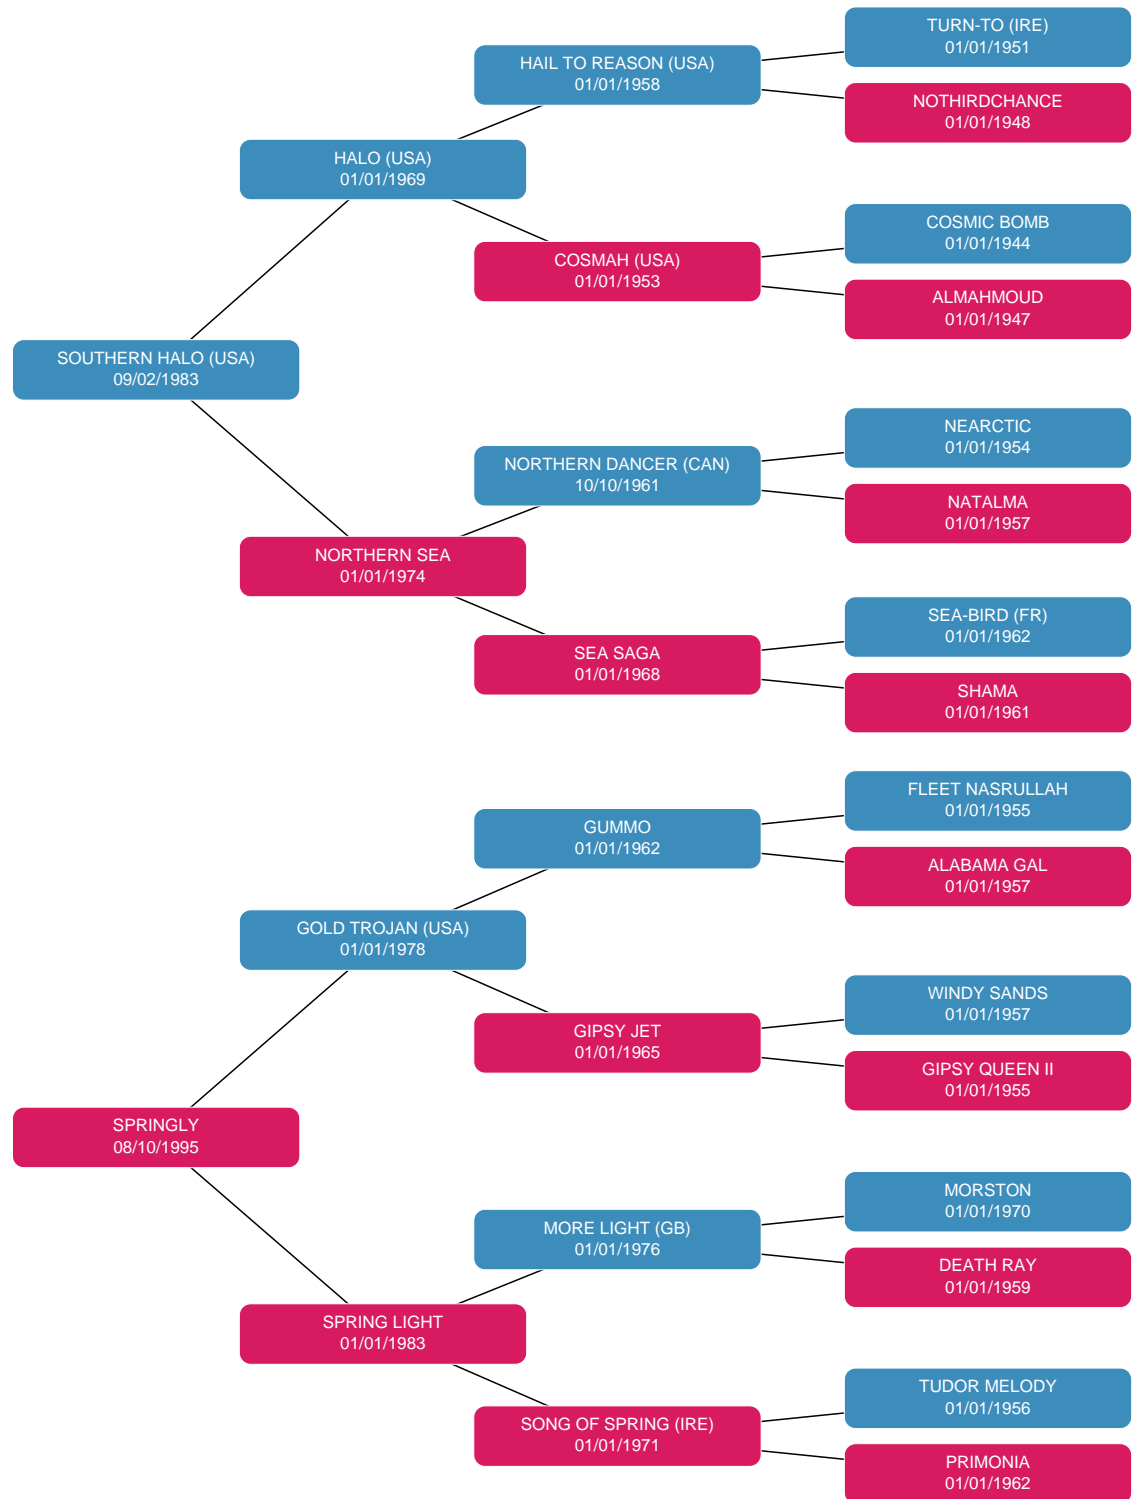 TURN-TO (IRE)
01/01/1951
HAIL TO REASON (USA)
01/01/1958
NOTHIRDCHANCE
01/01/1948
HALO (USA)
01/01/1969
COSMIC BOMB
01/01/1944
COSMAH (USA)
01/01/1953
ALMAHMOUD
01/01/1947
SOUTHERN HALO (USA)
09/02/1983
NEARCTIC
01/01/1954
NORTHERN DANCER (CAN)
10/10/1961
NATALMA
01/01/1957
NORTHERN SEA
01/01/1974
SEA-BIRD (FR)
01/01/1962
SEA SAGA
01/01/1968
SHAMA
01/01/1961
FLEET NASRULLAH
01/01/1955
GUMMO
01/01/1962
ALABAMA GAL
01/01/1957
GOLD TROJAN (USA)
01/01/1978
WINDY SANDS
01/01/1957
GIPSY JET
01/01/1965
GIPSY QUEEN II
01/01/1955
SPRINGLY
08/10/1995
MORSTON
01/01/1970
MORE LIGHT (GB)
01/01/1976
DEATH RAY
01/01/1959
SPRING LIGHT
01/01/1983
TUDOR MELODY
01/01/1956
SONG OF SPRING (IRE)
01/01/1971
PRIMONIA
01/01/1962